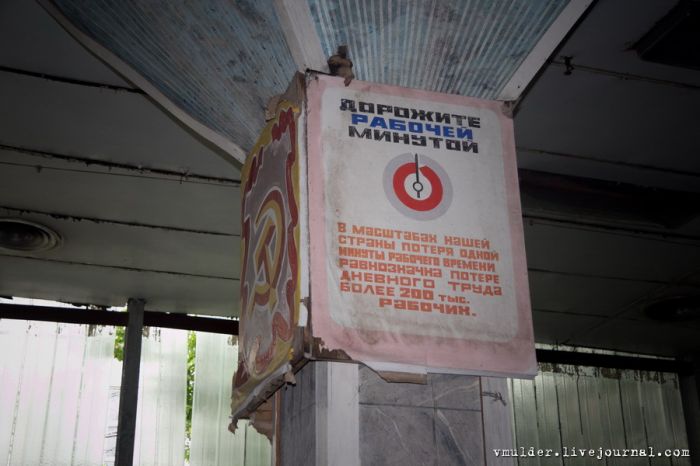 ДОРОЖИТЕ
РАБОЧЕЙ
МИНУТОЙ
В МАСШТАБАХ НАШЕЙ
СТРАНЫ ПОТЕРЯ ОДНОЙ
МИНУТЫ РАБОЧЕГО ВРЕМЕНИ
РАВНОЗНАЧНА ПОТЕРЕ
ДНЕВНОГО ТРУДА
БОЛЕЕ 200 ТЫС.
РАБОЧИХ.
vmulder.livejournal.com